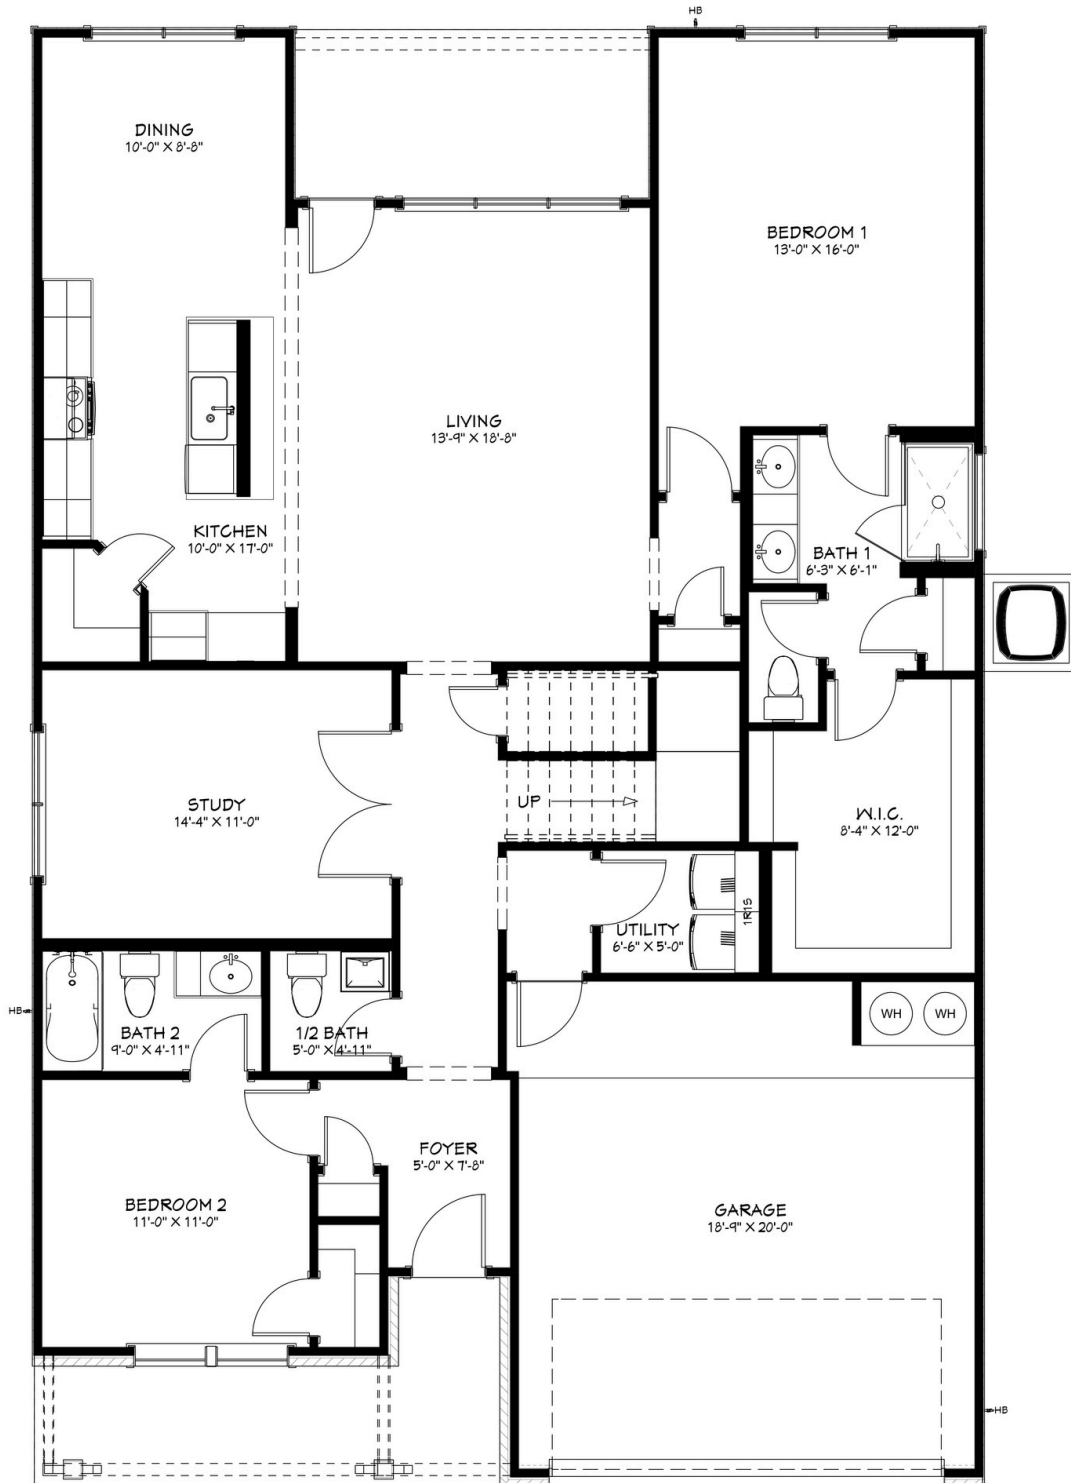 HB
DINING
10'-0" X 8'-8"
BEDROOM 1
13'-0" X 16'-0"
LIVING
13'-9" X 18'-8"
KITCHEN
10'-0" X 17'-0"
BATH 1
6'-3" X 6'-1"
STUDY
14'-4" X 11'-0"
UP
W.I.C.
8'-4" X 12'-0"
UTILITY
6'-6" X 5'-0"
1R1S
HB
BATH 2
9'-0" X 4'-11"
1/2 BATH
5'-0" X 4'-11"
WH
WH
FOYER
5'-0" X 7'-8"
BEDROOM 2
11'-0" X 11'-0"
GARAGE
18'-9" X 20'-0"
HB